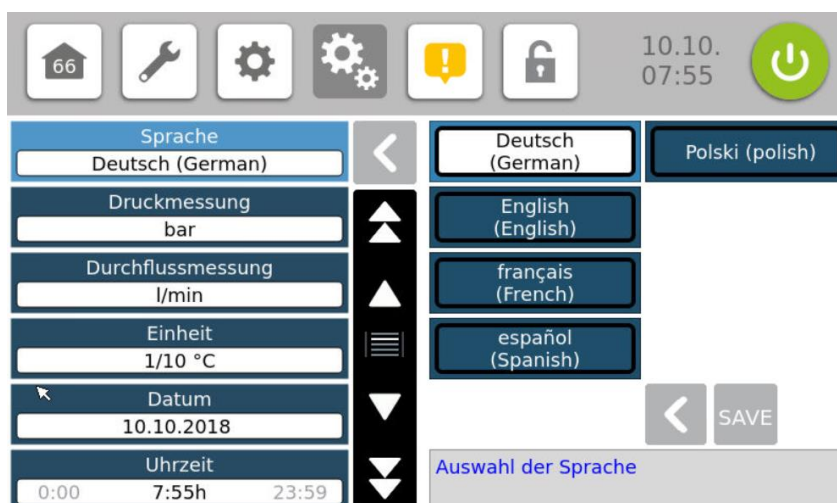 66
10.10.
07:55
Sprache
Deutsch (German)
Druckmessung
bar
Durchflussmessung
l/min
Einheit
1/10 °C
Datum
10.10.2018
Uhrzeit
0:00 7:55h 23:59
Deutsch
(German)
Polski (polish)
English
(English)
français
(French)
español
(Spanish)
SAVE
Auswahl der Sprache